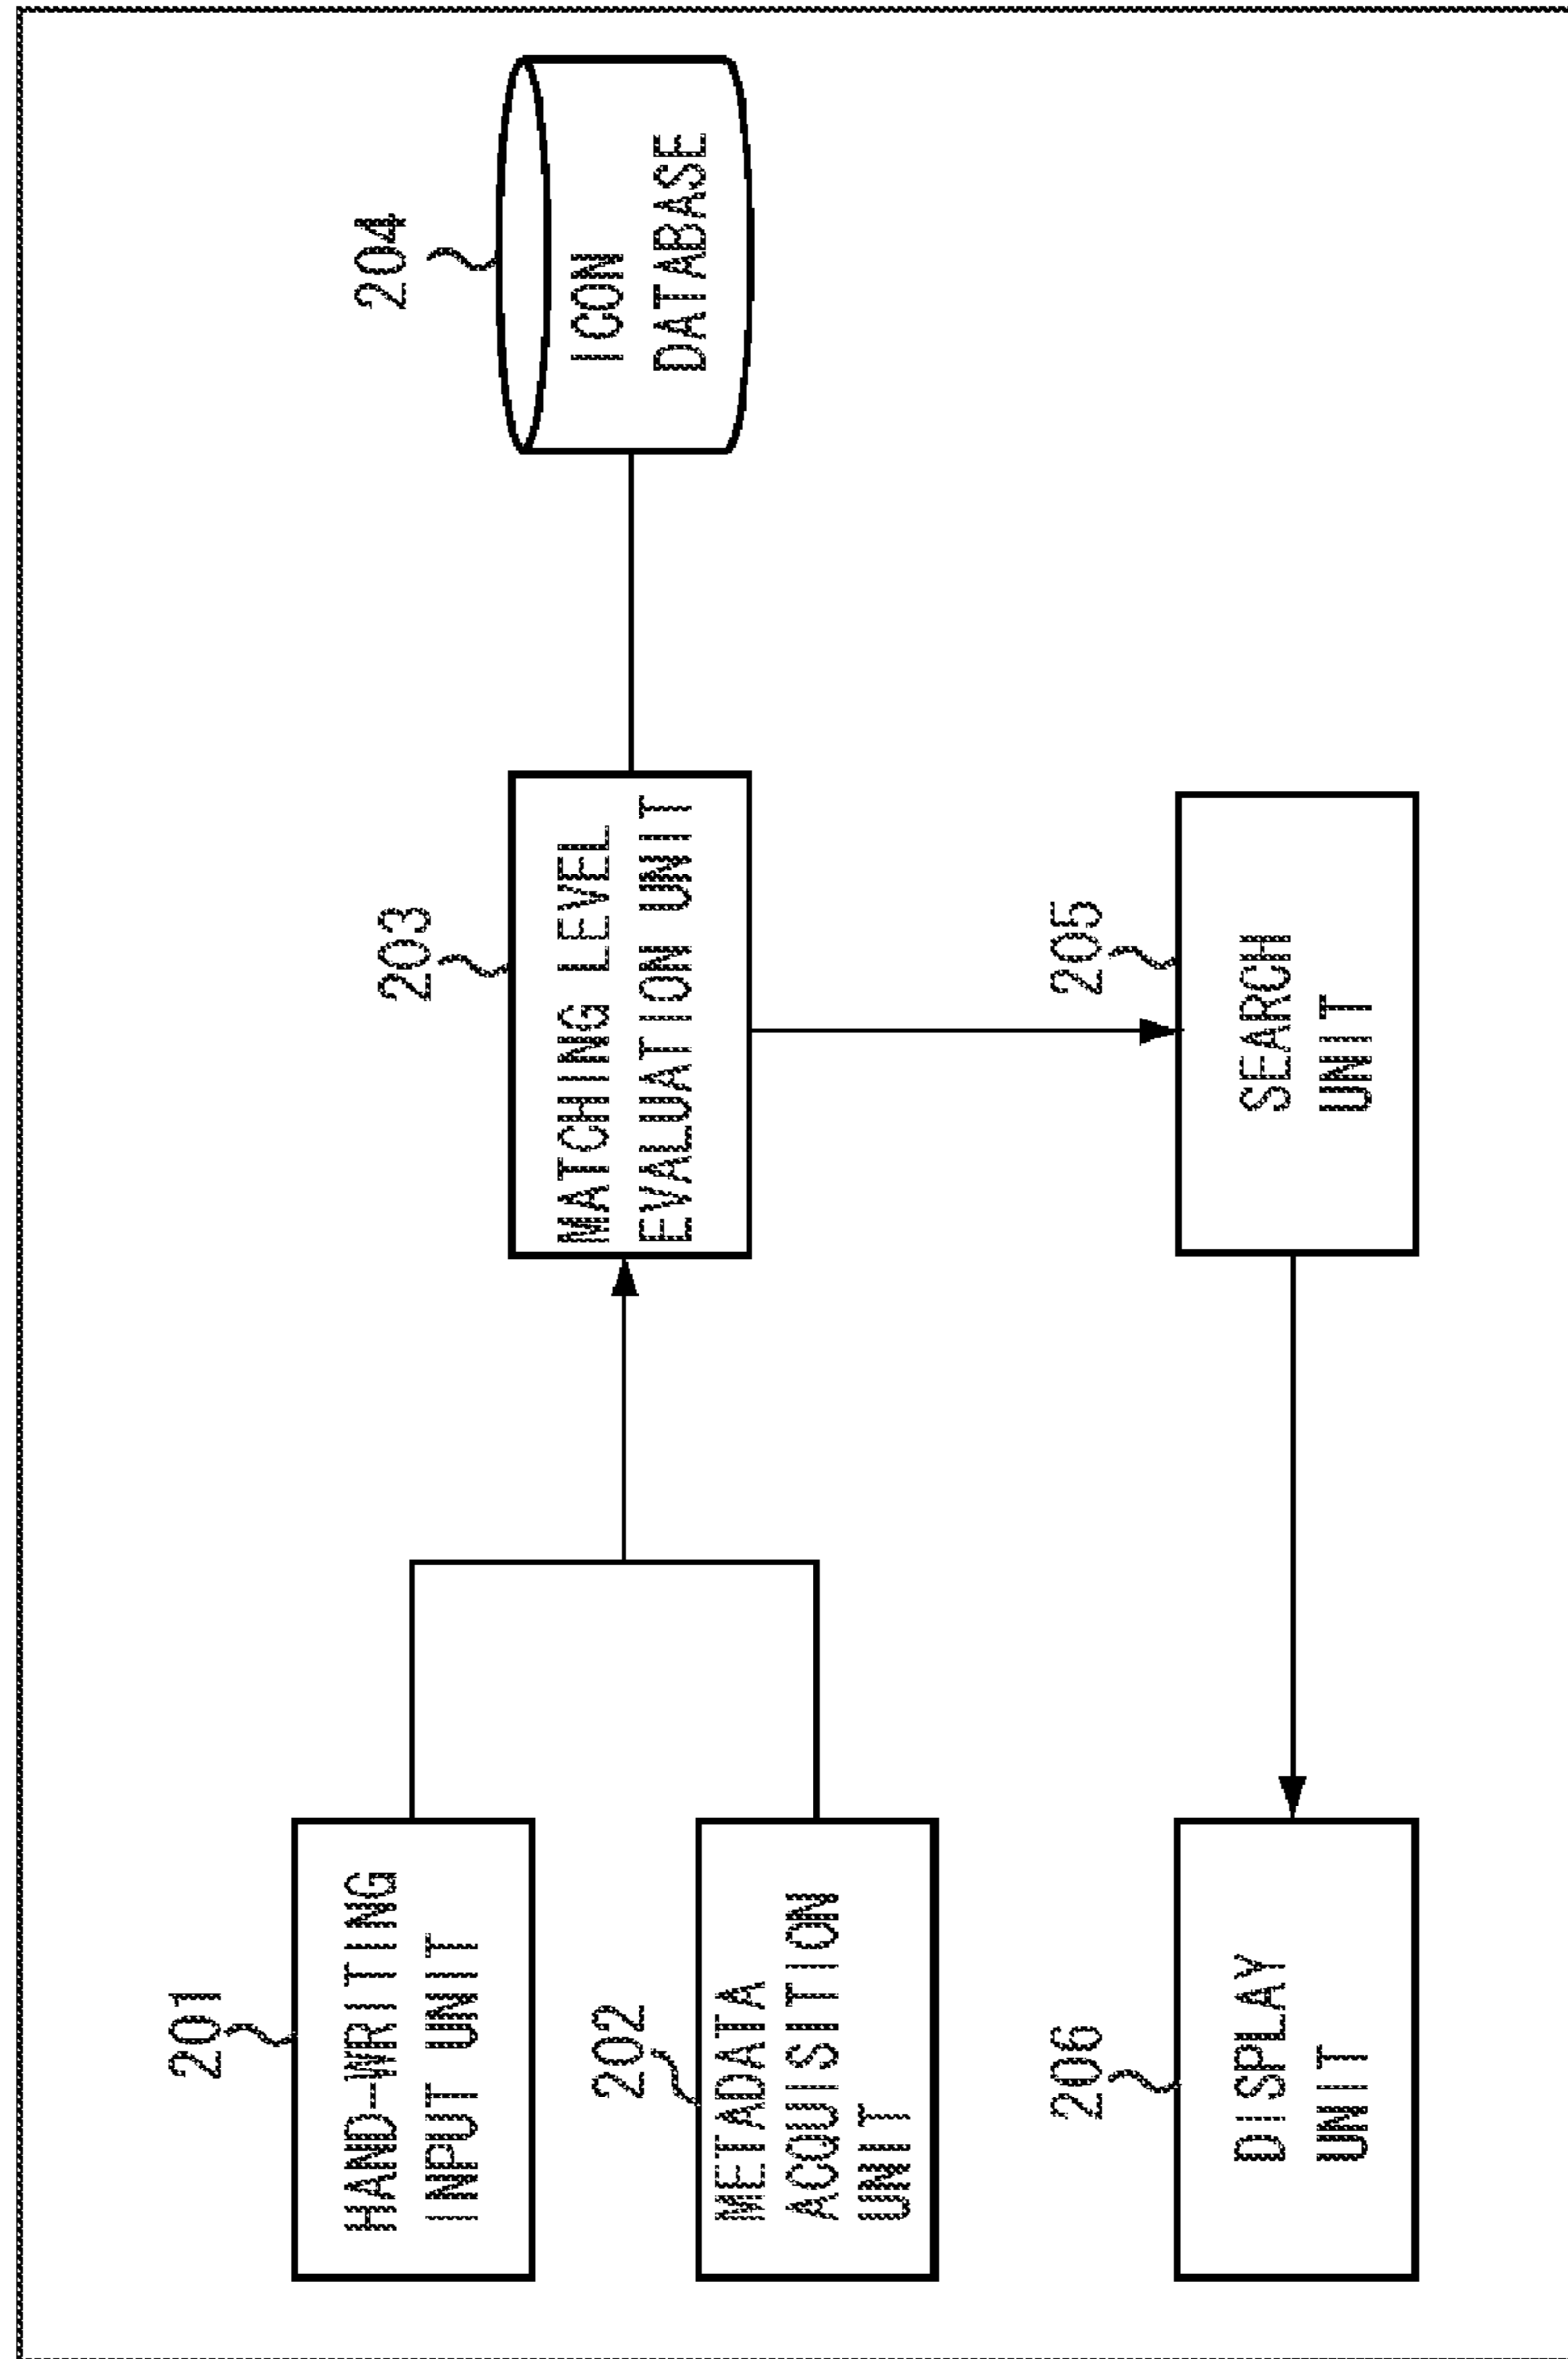 201
HAND-WRITING
INPUT UNIT
202
METADATA
ACQUISITION
UNIT
203
MATCHING LEVEL
EVALUATION UNIT
204
ICON
DATABASE
205
SEARCH
UNIT
206
DISPLAY
UNIT